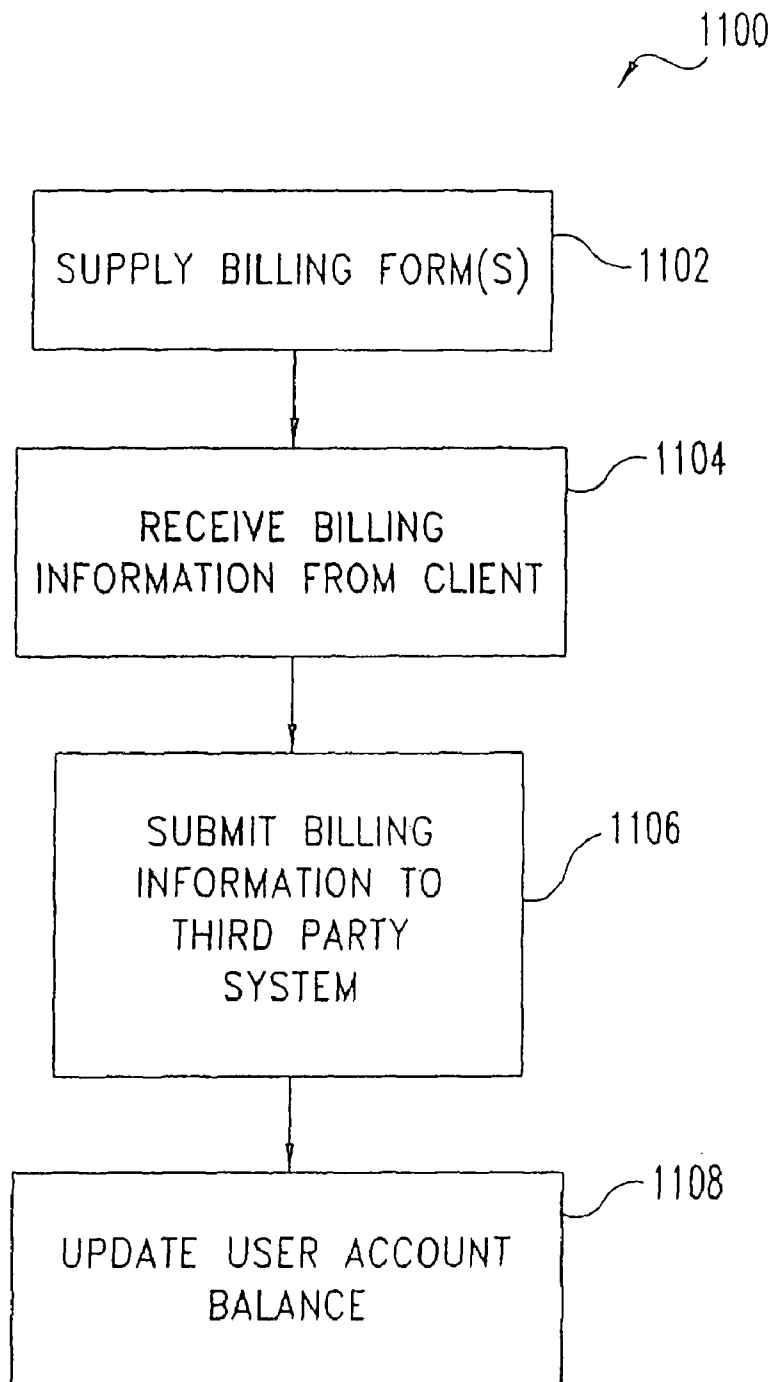 1100
SUPPLY BILLING FORM(S)
1102
RECEIVE BILLING
INFORMATION FROM CLIENT
1104
SUBMIT BILLING
INFORMATION TO
THIRD PARTY
SYSTEM
1106
UPDATE USER ACCOUNT
BALANCE
1108